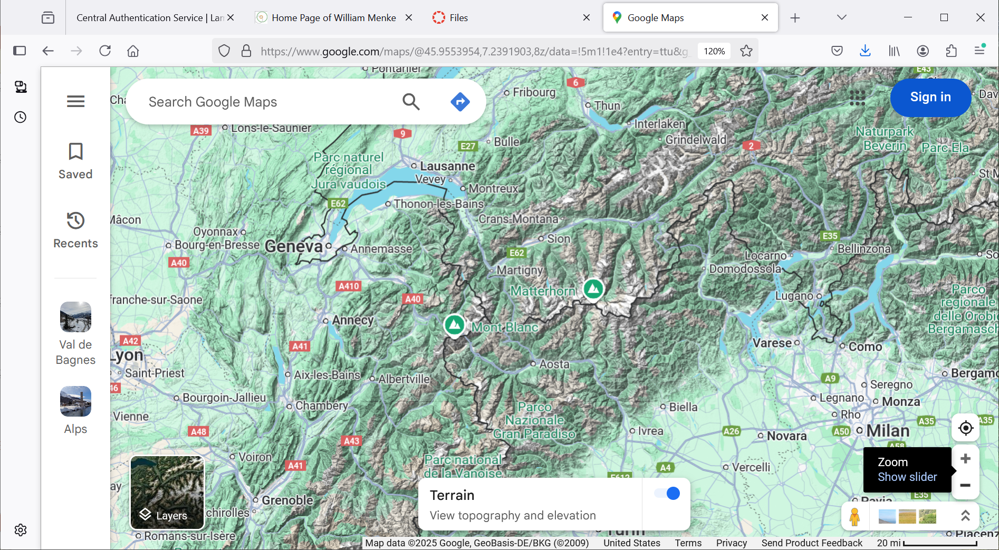 Central Authentication Service | Lan
Home Page of William Menke
Files
Google Maps
https://www.google.com/maps/@45.9553954,7.2391903,8z/data=!5m1!1e4?entry=ttu&g_
120%
Search Google Maps
Sign in
Saved
Recents
Val de
Bagnes
Alps
Pontarlier
Fribourg
6
E43
Thun
Dav
Cha
A39
Lons-le-Saunier
9
Interlaken
E27
Bulle
Grindelwald
2
Naturpark
Beverin
Parc Ela
Parc naturel
régional
Jura vaudois
Lausanne
Vevey
Montreux
St M
E62
Thonon-les-Bains
Crans-Montana
Mâcon
Oyonnax
Bourg-en-Bresse
Geneva
Annemasse
Sion
E62
E35
Bellinzona
Locarno
So
A40
Martigny
Domodossola
A410
A40
Matterhorn
Lugano
Parco
regionale
delle Orobie
Bergamasch
franche-sur-Saone
Annecy
Mont Blanc
A42
A41
Varese
Como
Lyon
Saint-Priest
46
Aix-les-Bains
Albertville
Aosta
A9
Bergamo
Seregno
Bourgoin-Jallieu
Chambéry
Legnano
Monza
Biella
Rho
Vienne
Parco
Nazionale
Gran Paradiso
A48
A43
Ivrea
A26
Novara
A50
Milan
A35
A35
A58
Voiron
A41
Parc national
de la Vanoise
E612
A4
Vercelli
Zoom
Show slider
E35
Pavia
ay
Grenoble
Échirolles
Layers
Terrain
View topography and elevation
Turin
Romans-sur-Isère
Piacenz
Map data ©2025 Google, GeoBasis-DE/BKG (©2009)
United States
Terms
Privacy
Send Product Feedback
20 mi